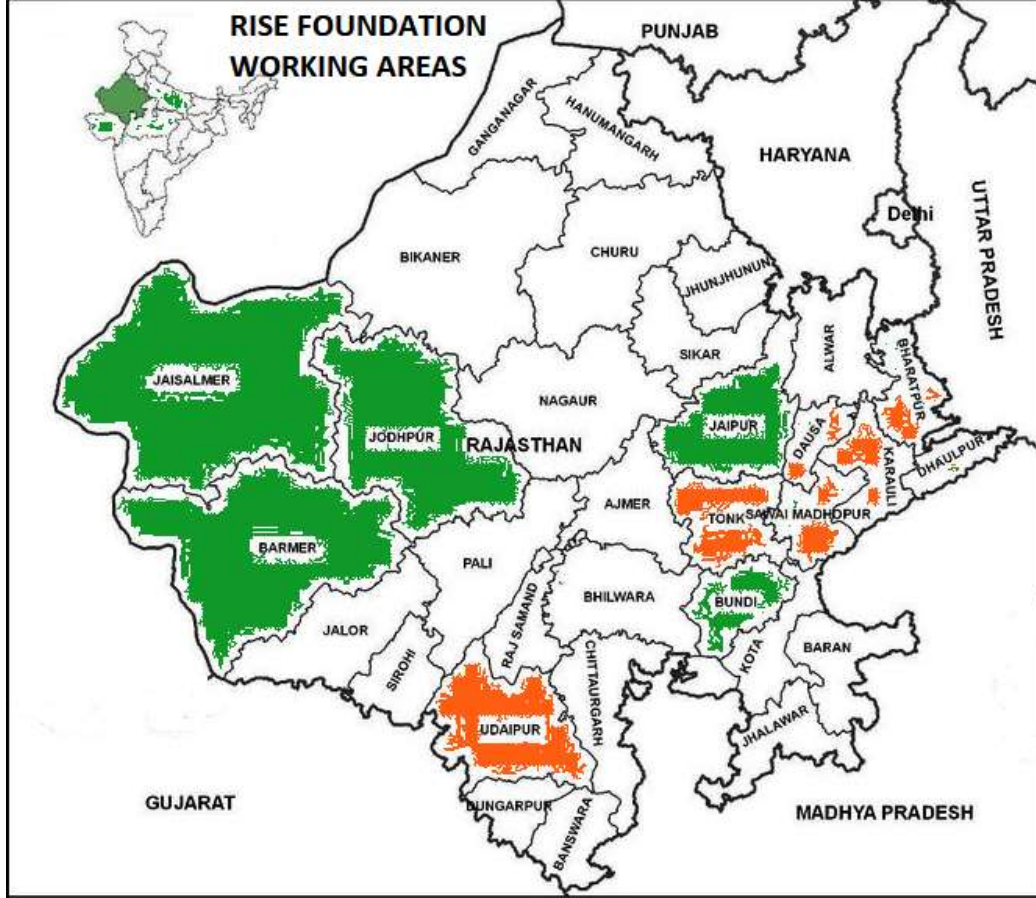 RISE FOUNDATION
WORKING AREAS
PUNJAB
GANGANAGAR
HANUMANGARH
HARYANA
UTTAR PRADESH
Delhi
BIKANER
CHURU
JHUNJHUNUN
SIKAR
ALWAR
BHARATPUR
JAISALMER
NAGAUR
JAIPUR
JODHPUR
RAJASTHAN
DAUSA
KARAULI
DHAULPUR
AJMER
TONK
SAWAI MADHOPUR
BARMER
PALI
BHILWARA
BUNDI
JALOR
SIROHI
RAJ SAMAND
CHITTAURGARH
KOTA
BARAN
UDAIPUR
JHALAWAR
GUJARAT
DUNGARPUR
BANSWARA
MADHYA PRADESH